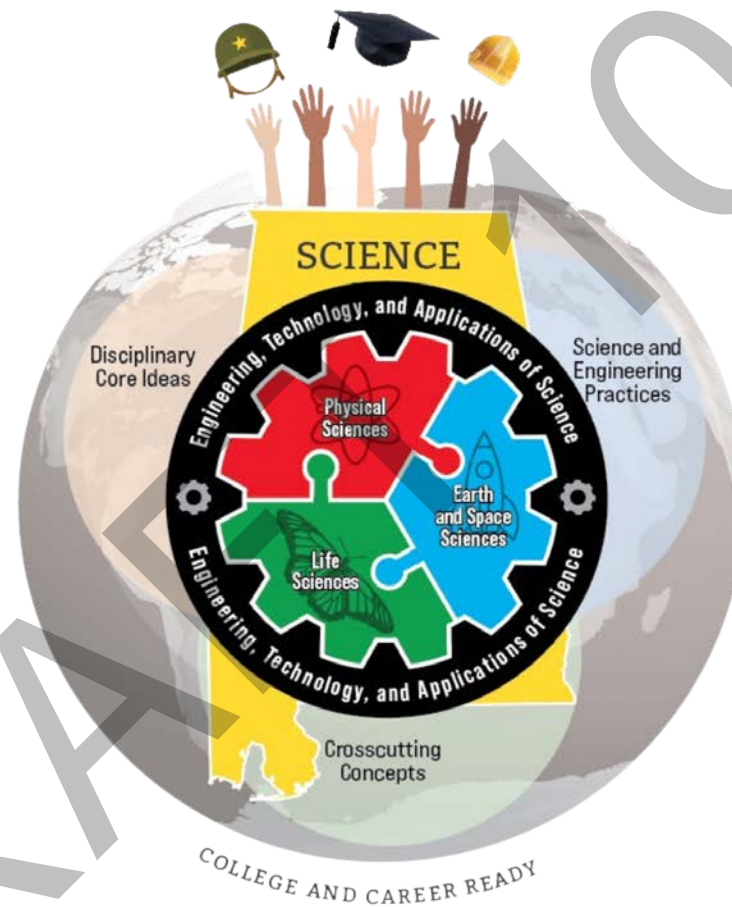 SCIENCE
Engineering, Technology, and Applications of Science
Disciplinary
Core Ideas
Science and
Engineering
Practices
Physical
Sciences
Earth
and Space
Sciences
Life
Sciences
Engineering, Technology, and Applications of Science
Crosscutting
Concepts
COLLEGE AND CAREER READY